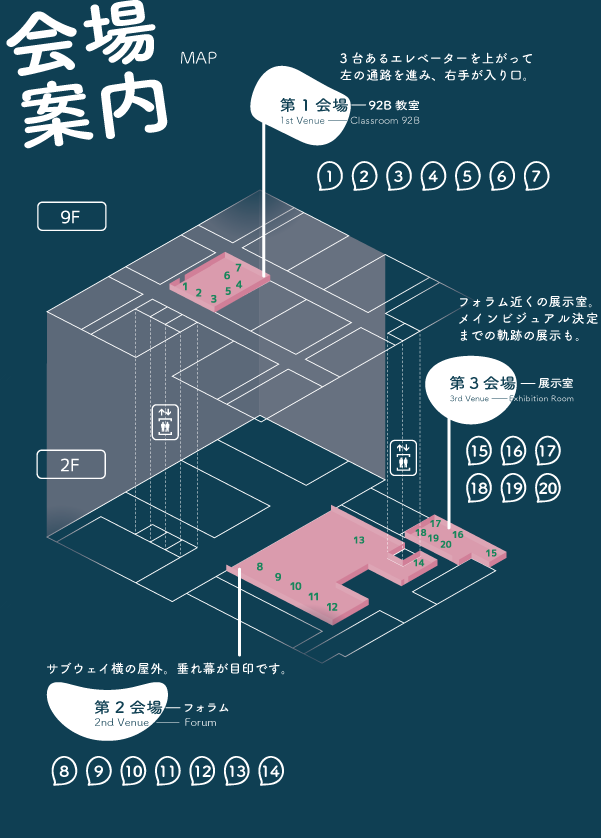 会場
案内
MAP
3台あるエレベーターを上がって
左の通路を進み、右手が入り口。
第1会場 — 92B 教室
1st Venue — Classroom 92B
1 2 3 4 5 6 7
9F
7
6
1 2 3 5 4
フォラム近くの展示室。
メインビジュアル決定
までの軌跡の展示も。
第3会場 — 展示室
3rd Venue — Exhibition Room
15 16 17
18 19 20
2F
17
18 19 16
20
15
13
14
8
9
10
11
12
サブウェイ横の屋外。垂れ幕が目印です。
第2会場 — フォラム
2nd Venue — Forum
8 9 10 11 12 13 14